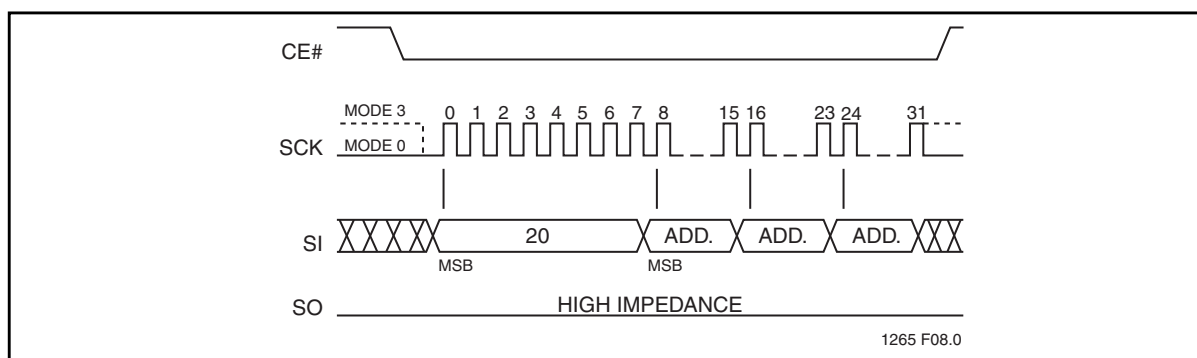 CE#
MODE 3
0 1 2 3 4 5 6 7 8 15 16 23 24 31
SCK
MODE 0
SI
20 ADD. ADD. ADD.
MSB MSB
SO
HIGH IMPEDANCE
1265 F08.0